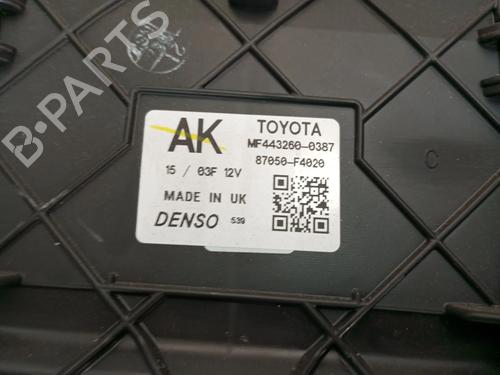 B-PARTS
AK
TOYOTA
MF443260-0387
87050-F4020
15 / 03F 12V
MADE IN UK
DENSO 539
C